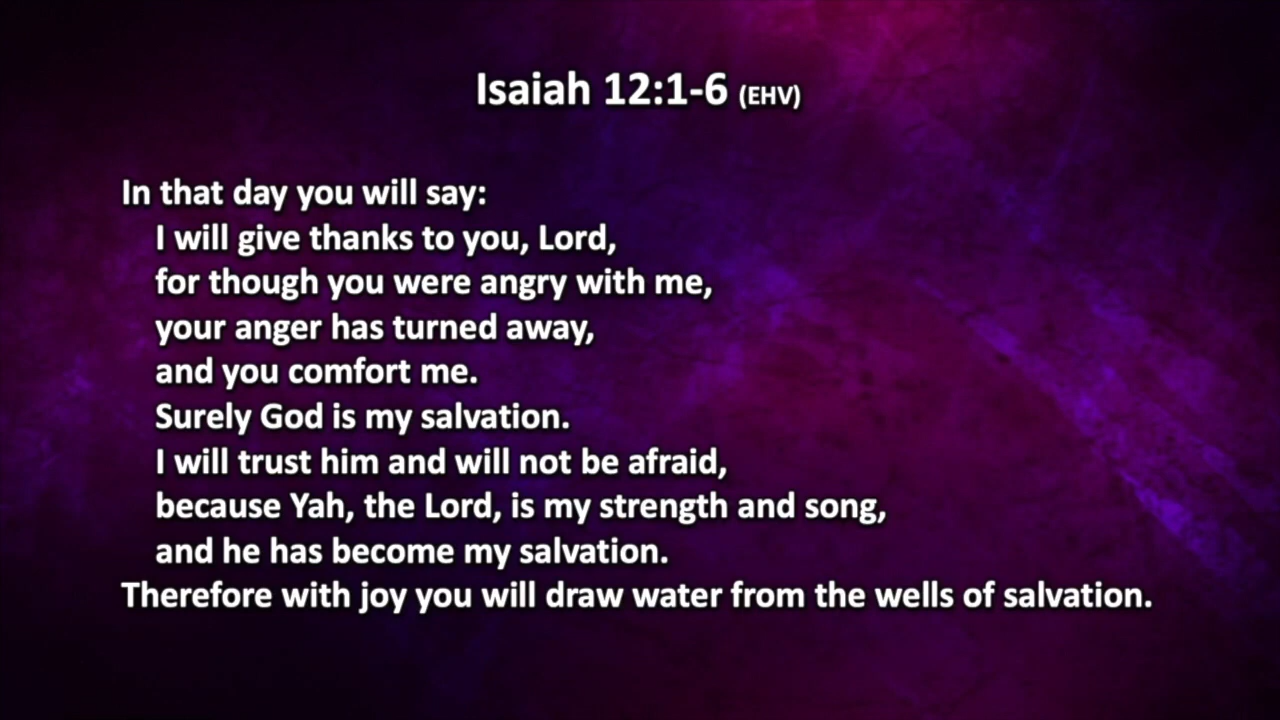 Isaiah 12:1-6 (EHV)
In that day you will say:
I will give thanks to you, Lord,
for though you were angry with me,
your anger has turned away,
and you comfort me.
Surely God is my salvation.
I will trust him and will not be afraid,
because Yah, the Lord, is my strength and song,
and he has become my salvation.
Therefore with joy you will draw water from the wells of salvation.